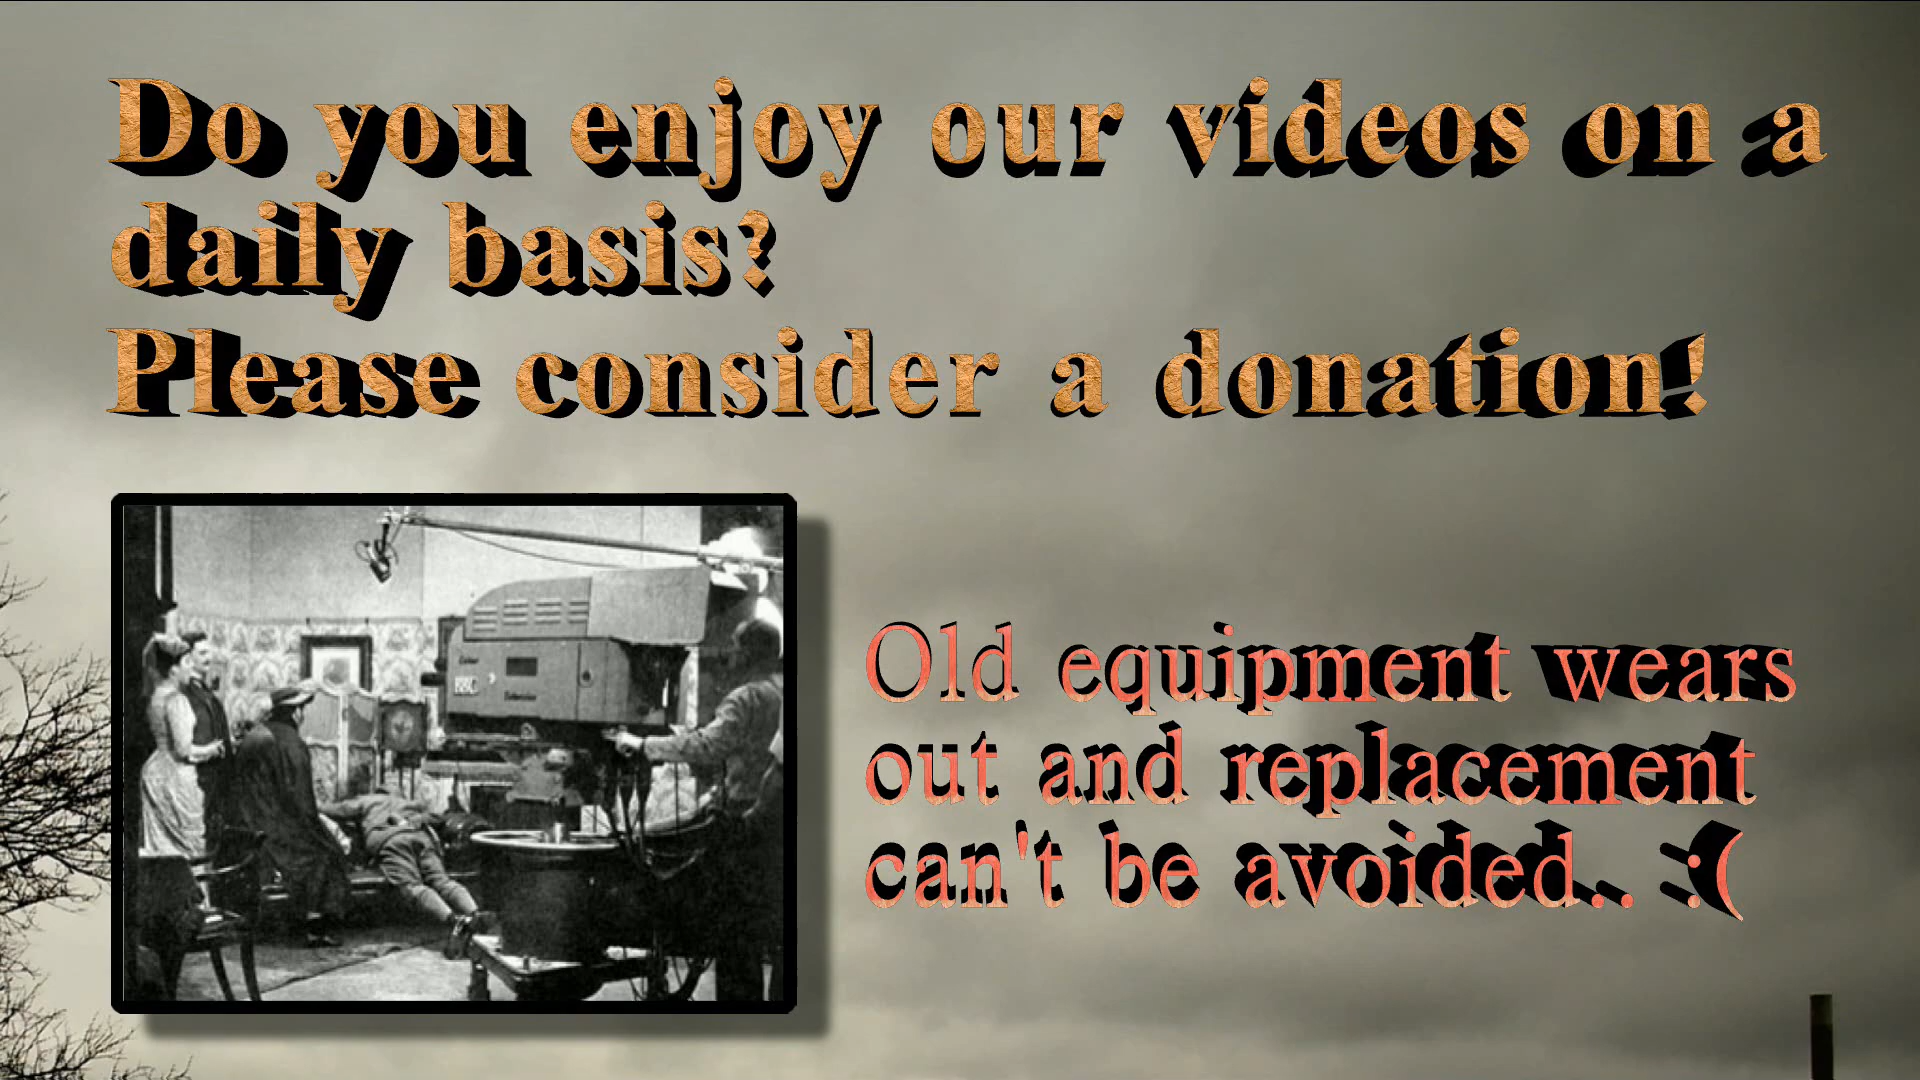 Do you enjoy our videos on a
daily basis?
Please consider a donation!
Old equipment wears
out and replacement
can't be avoided.. :(
BBC